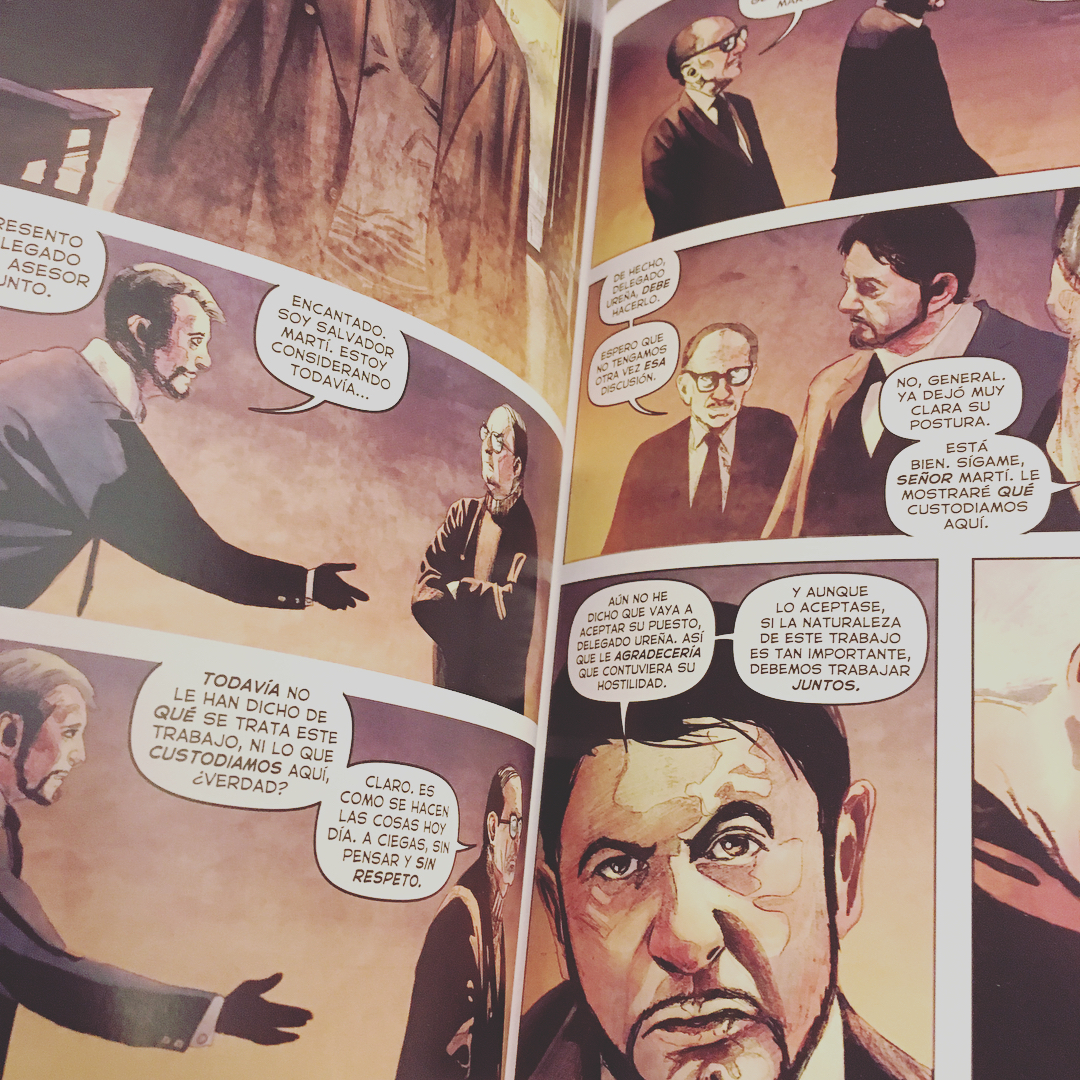 LEGADO
ASESOR
ENCANTADO.
SOY SALVADOR
MARTÍ. ESTOY
CONSIDERANDO
TODAVÍA...
TODAVÍA NO
LE HAN DICHO DE
QUÉ SE TRATA ESTE
TRABAJO, NI LO QUE
CUSTODIAMOS AQUÍ,
¿VERDAD?
CLARO. ES
COMO SE HACEN
LAS COSAS HOY
DÍA. A CIEGAS, SIN
PENSAR Y SIN
RESPETO.
DE HECHO,
DELEGADO
UREÑA, DEBE
HACERLO.
ESPERO QUE
NO TENGAMOS
OTRA VEZ ESA
DISCUSIÓN.
NO, GENERAL.
YA DEJÓ MUY
CLARA SU
POSTURA.
ESTÁ
BIEN. SÍGAME,
SEÑOR MARTÍ. LE
MOSTRARÉ QUÉ
CUSTODIAMOS
AQUÍ.
AÚN NO HE
DICHO QUE VAYA A
ACEPTAR SU PUESTO,
DELEGADO UREÑA. ASÍ
QUE LE AGRADECERÍA
QUE CONTUVIERA SU
HOSTILIDAD.
Y AUNQUE
LO ACEPTASE,
SI LA NATURALEZA
DE ESTE TRABAJO
ES TAN IMPORTANTE,
DEBEMOS TRABAJAR
JUNTOS.